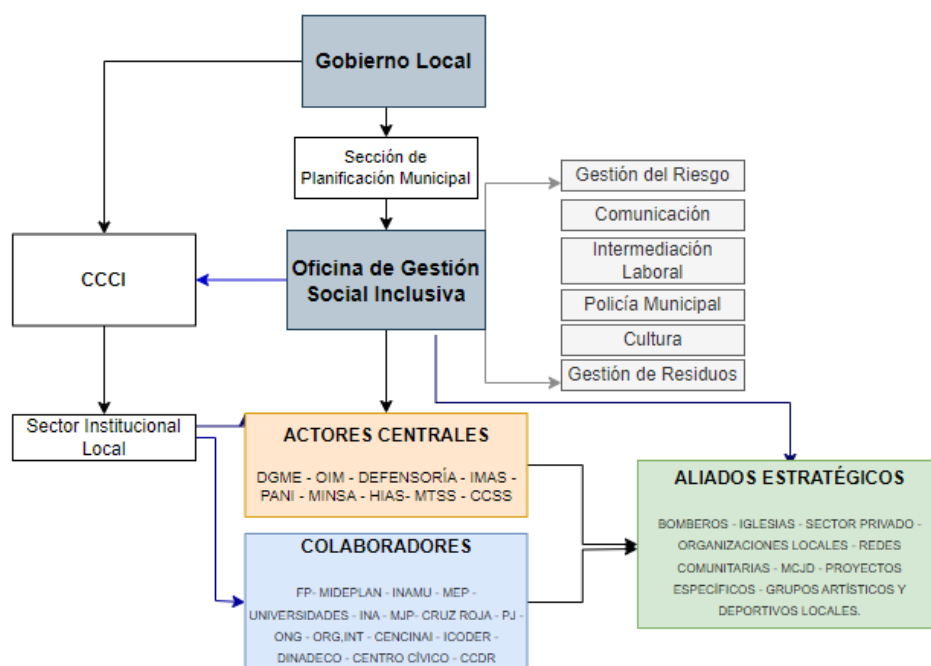 Gobierno Local
Sección de
Planificación Municipal
Gestión del Riesgo
Comunicación
Intermediación
Laboral
Policía Municipal
Cultura
Gestión de Residuos
CCCI
Oficina de Gestión
Social Inclusiva
Sector Institucional
Local
ACTORES CENTRALES
DGME - OIM - DEFENSORÍA - IMAS -
PANI - MINSA - HIAS- MTSS - CCSS
COLABORADORES
FP- MIDEPLAN - INAMU - MEP -
UNIVERSIDADES - INA - MJP- CRUZ ROJA - PJ -
ONG - ORG,INT - CENCINAI - ICODER -
DINADECO - CENTRO CÍVICO - CCDR
ALIADOS ESTRATÉGICOS
BOMBEROS - IGLESIAS - SECTOR PRIVADO -
ORGANIZACIONES LOCALES - REDES
COMUNITARIAS - MCJD - PROYECTOS
ESPECÍFICOS - GRUPOS ARTÍSTICOS Y
DEPORTIVOS LOCALES.